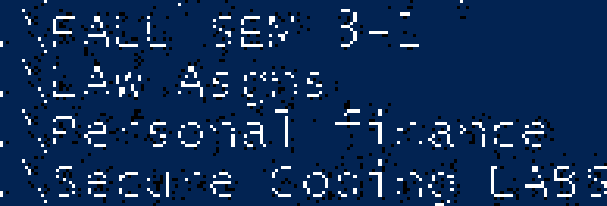 .\FALL SEM 3-1
.\LAW Asgns
.\Personal finance
.\Secure Coding LABS